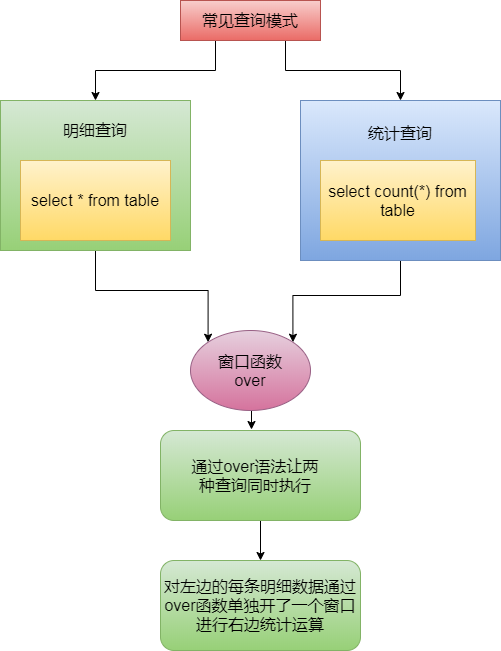 常见查询模式
明细查询
select * from table
统计查询
select count(*) from
table
窗口函数
over
通过over语法让两
种查询同时执行
对左边的每条明细数据通过
over函数单独开了一个窗口
进行右边统计运算